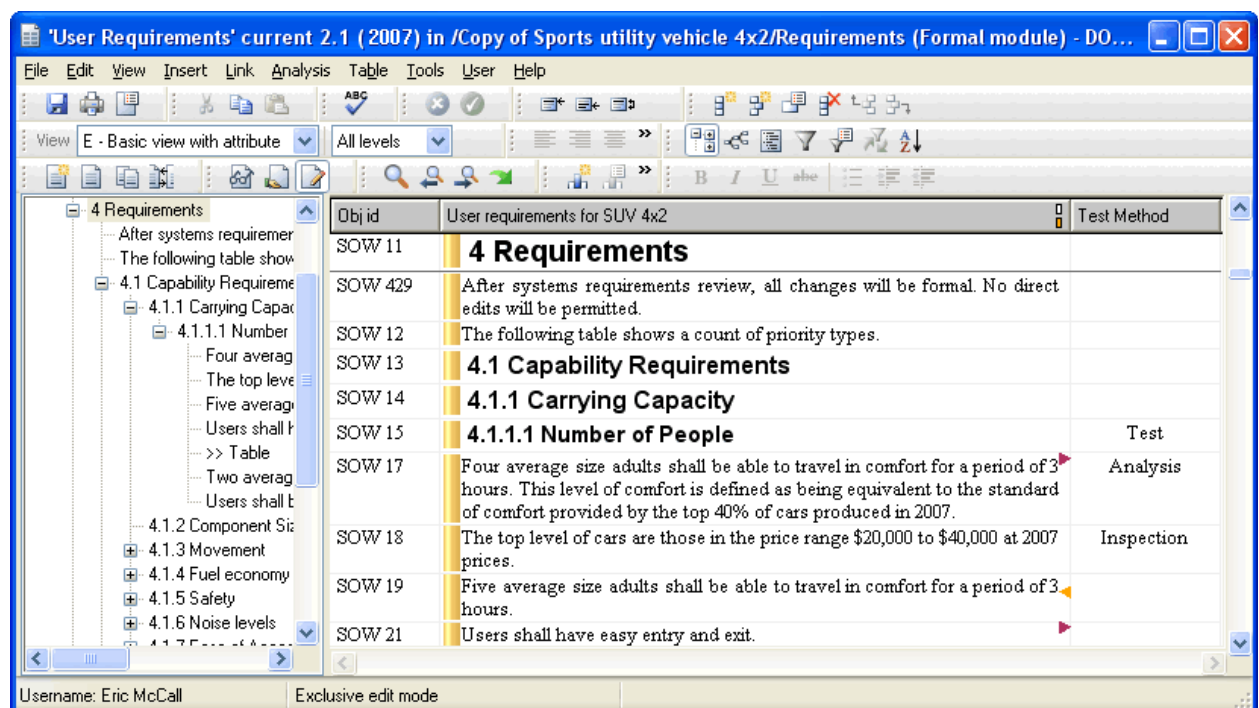 'User Requirements' current 2.1 (2007) in /Copy of Sports utility vehicle 4x2/Requirements (Formal module) - DO...
File Edit View Insert Link Analysis Table Tools User Help
ABC
View E - Basic view with attribute All levels
B I U abc
4 Requirements
After systems requiremer
The following table show
4.1 Capability Requireme
4.1.1 Carrying Capac
4.1.1.1 Number
Four averag
The top leve
Five averag
Users shall h
>> Table
Two averag
Users shall b
4.1.2 Component Siz
4.1.3 Movement
4.1.4 Fuel economy
4.1.5 Safety
4.1.6 Noise levels
Obj id User requirements for SUV 4x2 Test Method
SOW 11 4 Requirements
SOW 429 After systems requirements review, all changes will be formal. No direct
edits will be permitted.
SOW 12 The following table shows a count of priority types.
SOW 13 4.1 Capability Requirements
SOW 14 4.1.1 Carrying Capacity
SOW 15 4.1.1.1 Number of People Test
SOW 17 Four average size adults shall be able to travel in comfort for a period of 3 Analysis
hours. This level of comfort is defined as being equivalent to the standard
of comfort provided by the top 40% of cars produced in 2007.
SOW 18 The top level of cars are those in the price range $20,000 to $40,000 at 2007 Inspection
prices.
SOW 19 Five average size adults shall be able to travel in comfort for a period of 3
hours.
SOW 21 Users shall have easy entry and exit.
Username: Eric McCall Exclusive edit mode